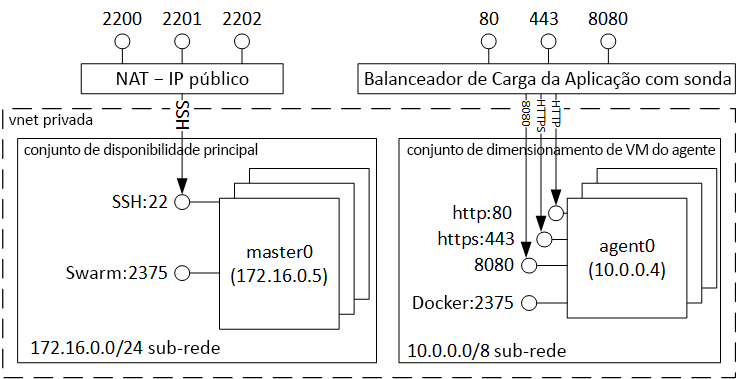 2200 2201 2202
80 443 8080
NAT – IP público
Balanceador de Carga da Aplicação com sonda
SSH
8080
HTTPS
HTTP
vnet privada
conjunto de disponibilidade principal
SSH:22
Swarm:2375
master0
(172.16.0.5)
172.16.0.0/24 sub-rede
conjunto de dimensionamento de VM do agente
http:80
https:443
8080
Docker:2375
agent0
(10.0.0.4)
10.0.0.0/8 sub-rede